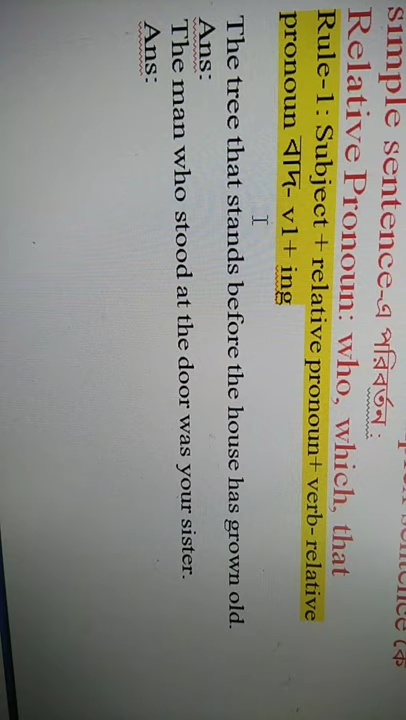 simple sentence-এ পরিবর্তন:
Relative Pronoun: who, which, that
Rule-1: Subject + relative pronoun+ verb- relative
pronoun বাদ- v1+ ing
The tree that stands before the house has grown old.
Ans:
The man who stood at the door was your sister.
Ans: